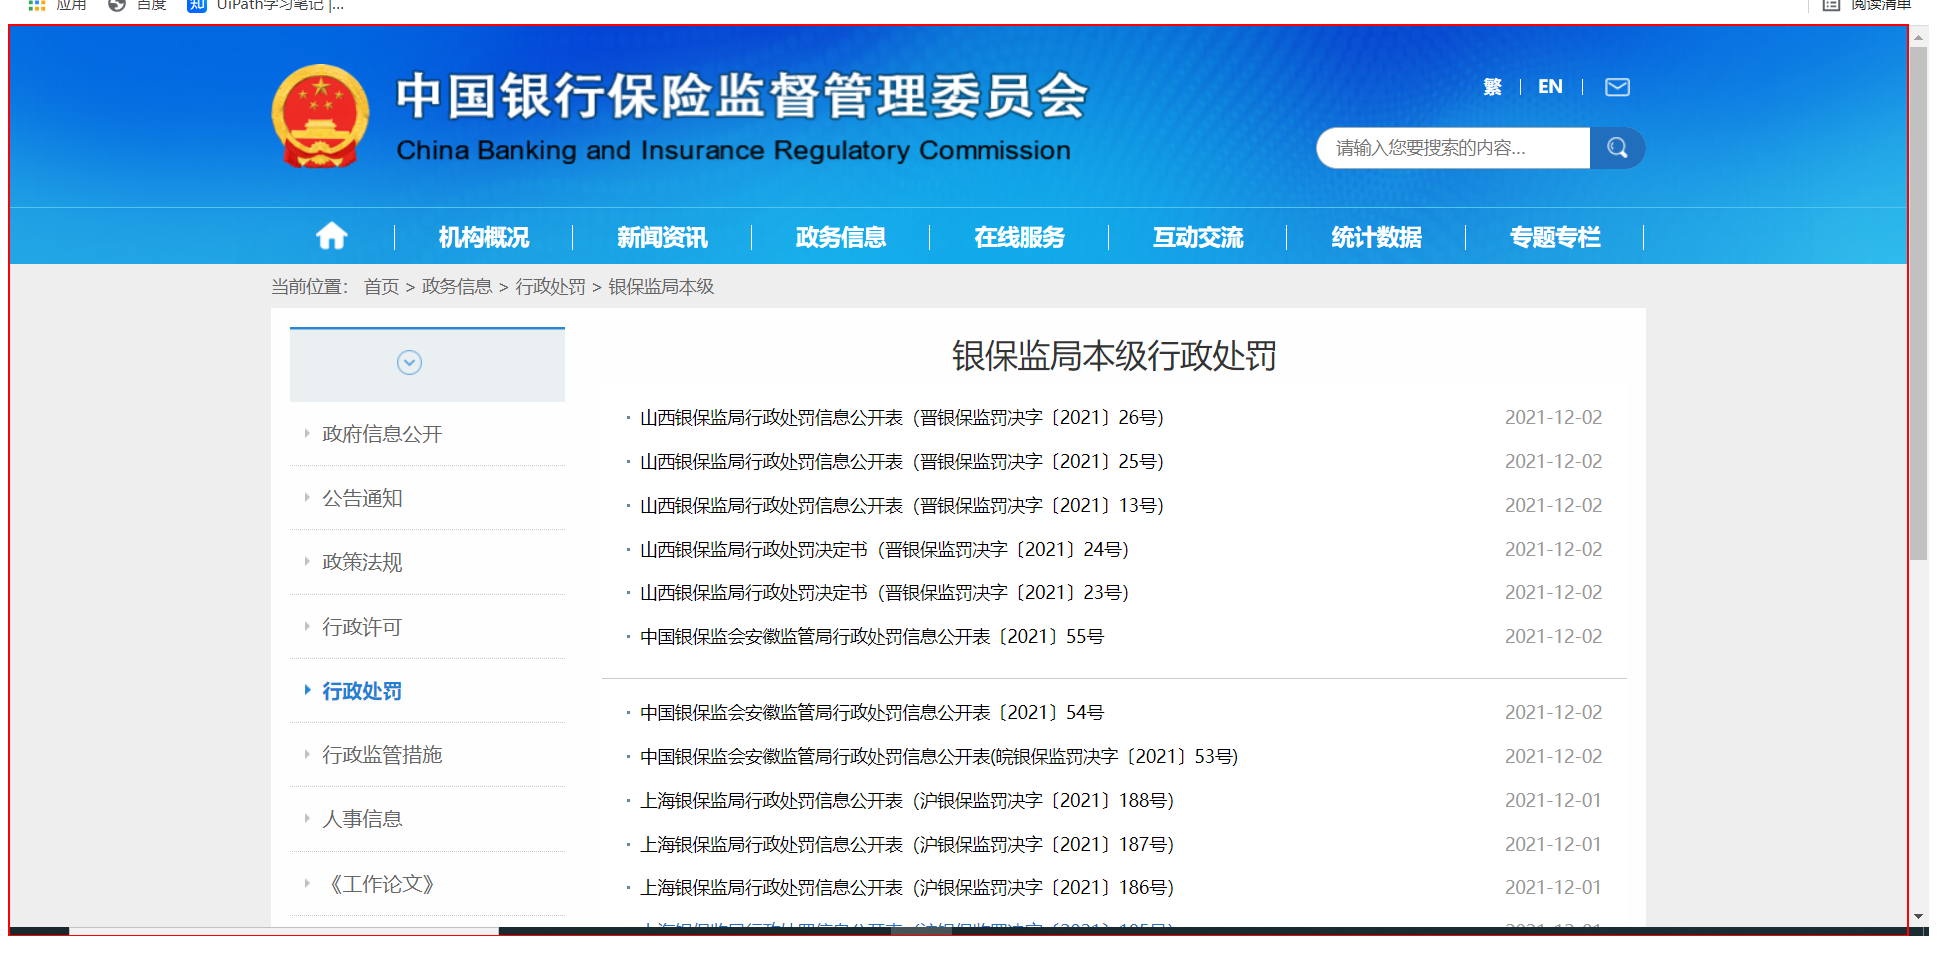 应用 百度 知 UiPath学习笔记 |... 阅读清单
中国银行保险监督管理委员会
China Banking and Insurance Regulatory Commission
繁 | EN |
请输入您要搜索的内容...
机构概况 新闻资讯 政务信息 在线服务 互动交流 统计数据 专题专栏
当前位置： 首页 > 政务信息 > 行政处罚 > 银保监局本级
政府信息公开
公告通知
政策法规
行政许可
行政处罚
行政监管措施
人事信息
《工作论文》
银保监局本级行政处罚
· 山西银保监局行政处罚信息公开表（晋银保监罚决字〔2021〕26号） 2021-12-02
· 山西银保监局行政处罚信息公开表（晋银保监罚决字〔2021〕25号） 2021-12-02
· 山西银保监局行政处罚信息公开表（晋银保监罚决字〔2021〕13号） 2021-12-02
· 山西银保监局行政处罚决定书（晋银保监罚决字〔2021〕24号） 2021-12-02
· 山西银保监局行政处罚决定书（晋银保监罚决字〔2021〕23号） 2021-12-02
· 中国银保监会安徽监管局行政处罚信息公开表〔2021〕55号 2021-12-02
· 中国银保监会安徽监管局行政处罚信息公开表〔2021〕54号 2021-12-02
· 中国银保监会安徽监管局行政处罚信息公开表(皖银保监罚决字〔2021〕53号) 2021-12-02
· 上海银保监局行政处罚信息公开表（沪银保监罚决字〔2021〕188号） 2021-12-01
· 上海银保监局行政处罚信息公开表（沪银保监罚决字〔2021〕187号） 2021-12-01
· 上海银保监局行政处罚信息公开表（沪银保监罚决字〔2021〕186号） 2021-12-01